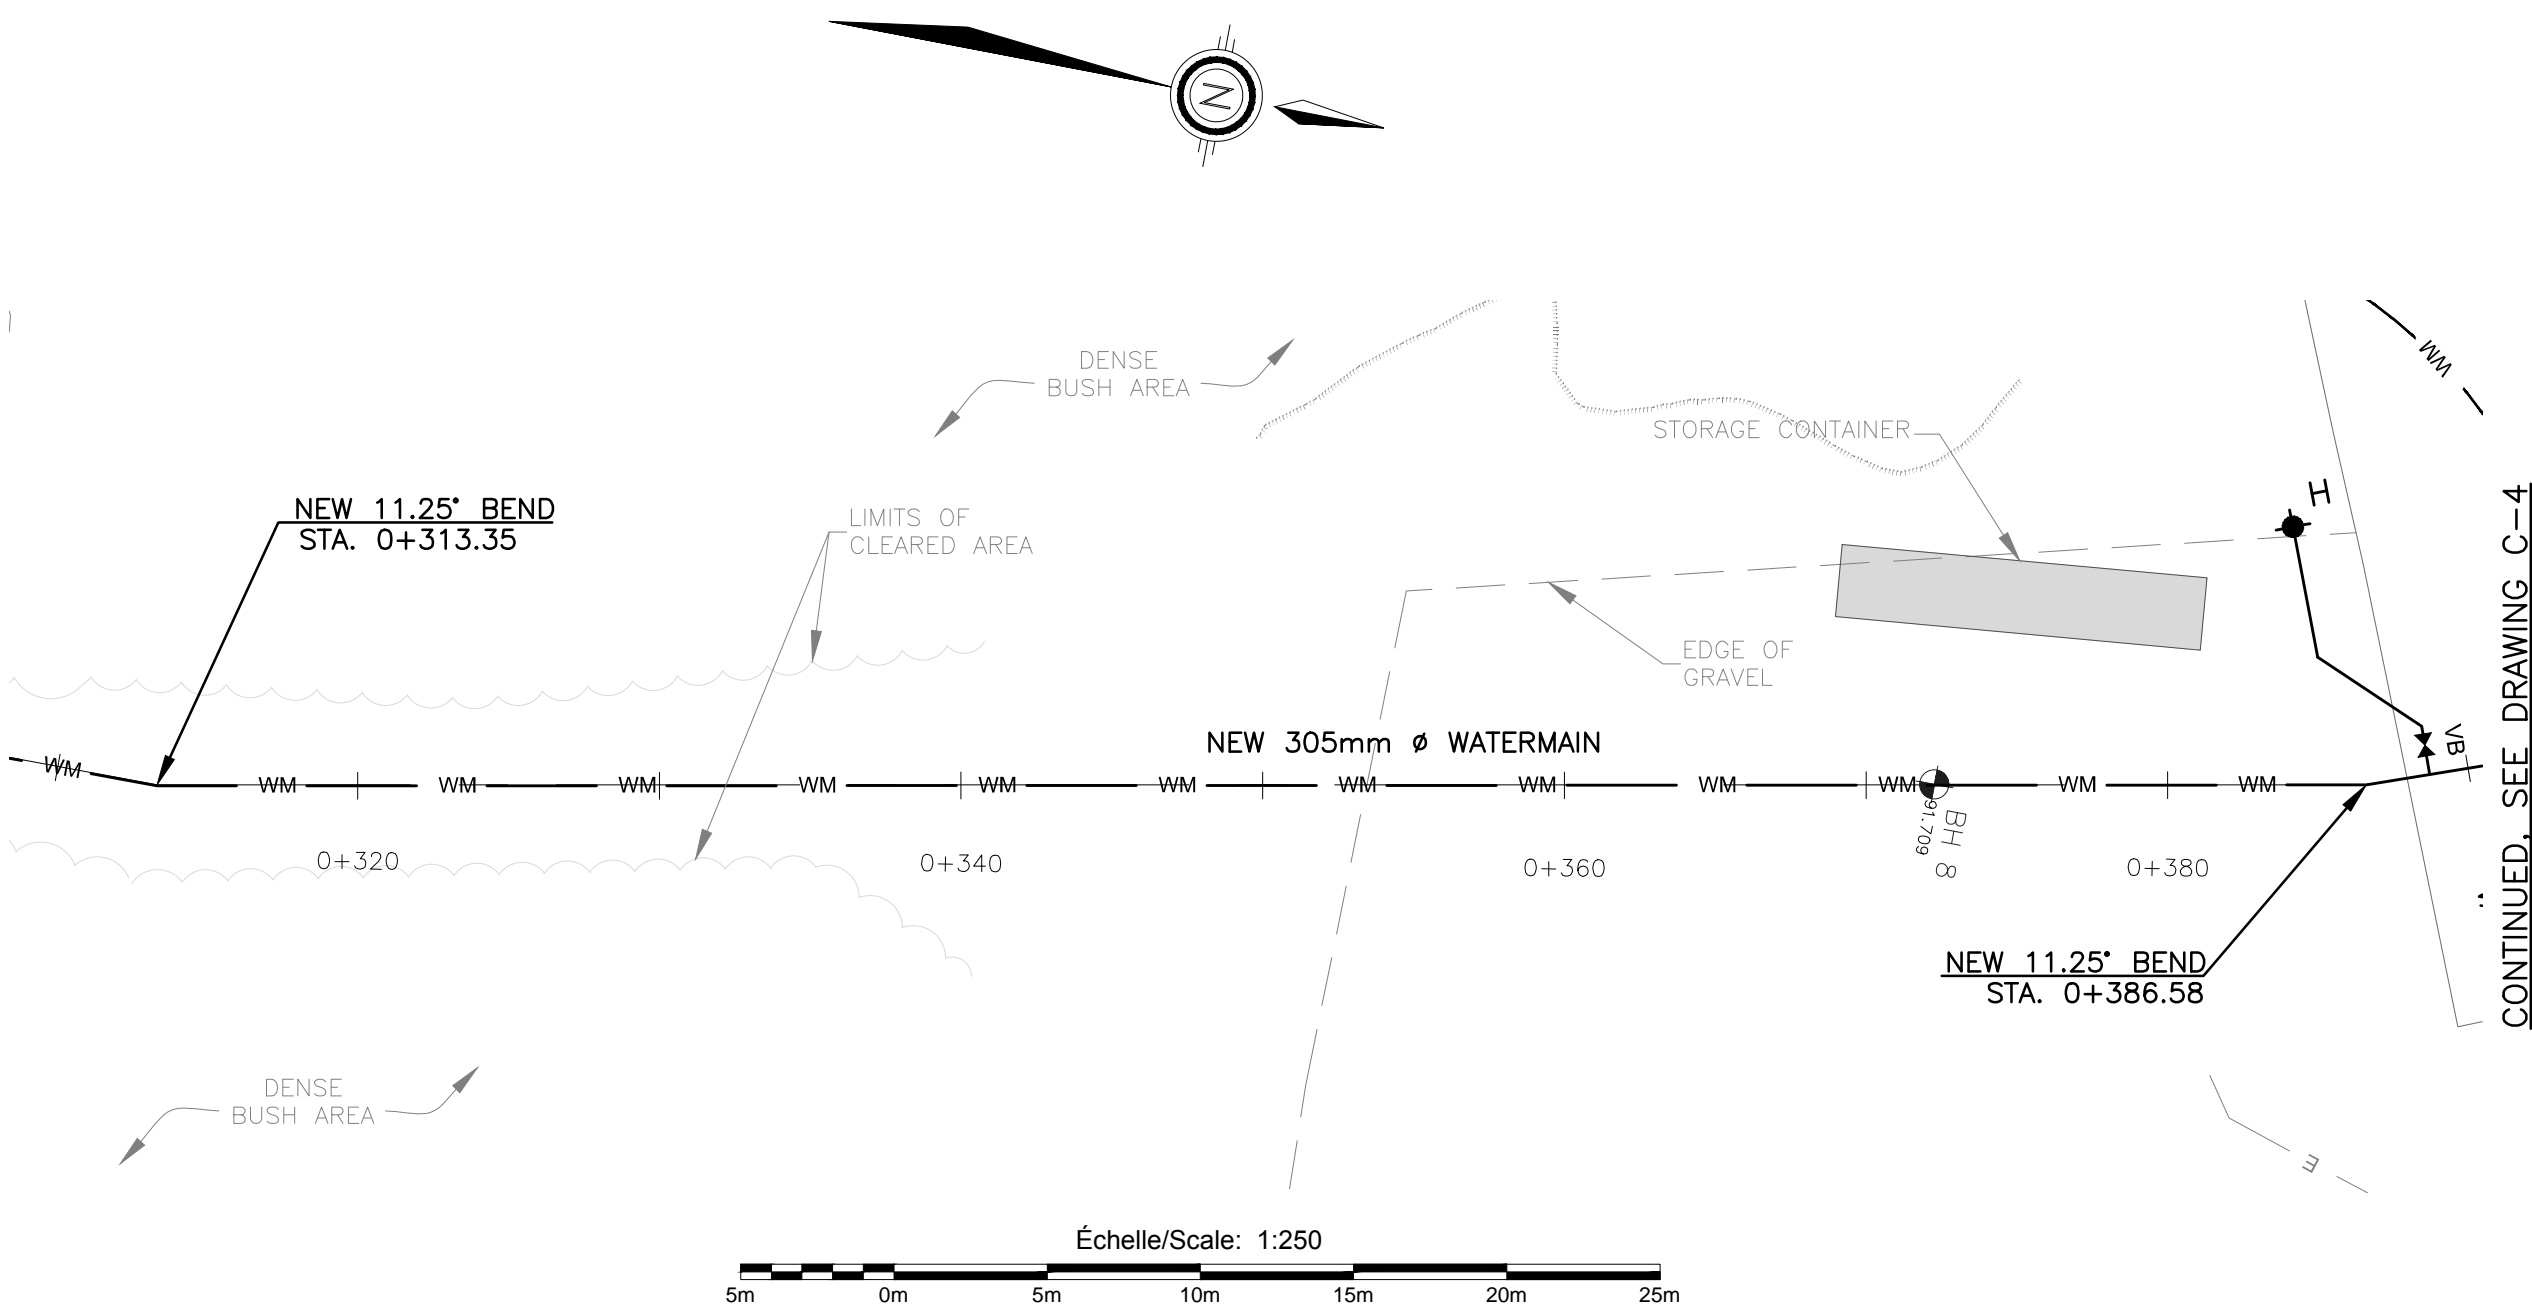 N
DENSE
BUSH AREA
WM
STORAGE CONTAINER
H
NEW 11.25° BEND
STA. 0+313.35
LIMITS OF
CLEARED AREA
EDGE OF
GRAVEL
NEW 305mm ø WATERMAIN
VB
WM WM WM WM WM WM WM WM WM WM WM WM WM
91.709
BH 8
0+320 0+340 0+360 0+380
NEW 11.25° BEND
STA. 0+386.58
CONTINUED, SEE DRAWING C-4
DENSE
BUSH AREA
E
Échelle/Scale: 1:250
5m 0m 5m 10m 15m 20m 25m